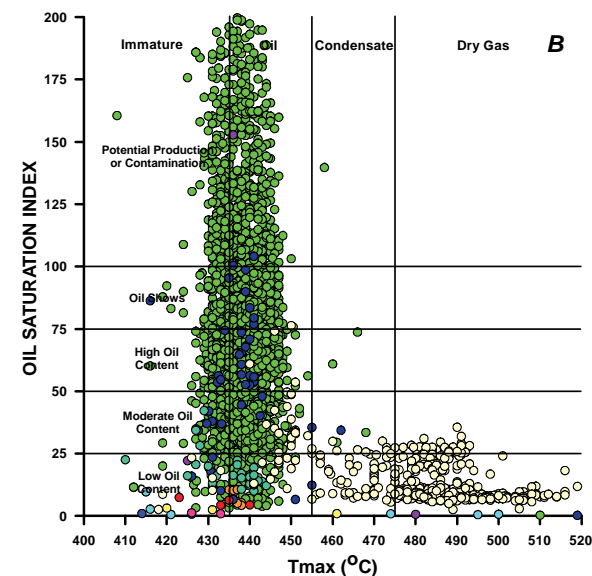 B
Immature
Oil
Condensate
Dry Gas
Potential Production
or Contamination
Oil Shows
High Oil
Content
Moderate Oil
Content
Low Oil
Content
OIL SATURATION INDEX
200
175
150
125
100
75
50
25
0
400 410 420 430 440 450 460 470 480 490 500 510 520
Tmax (OC)